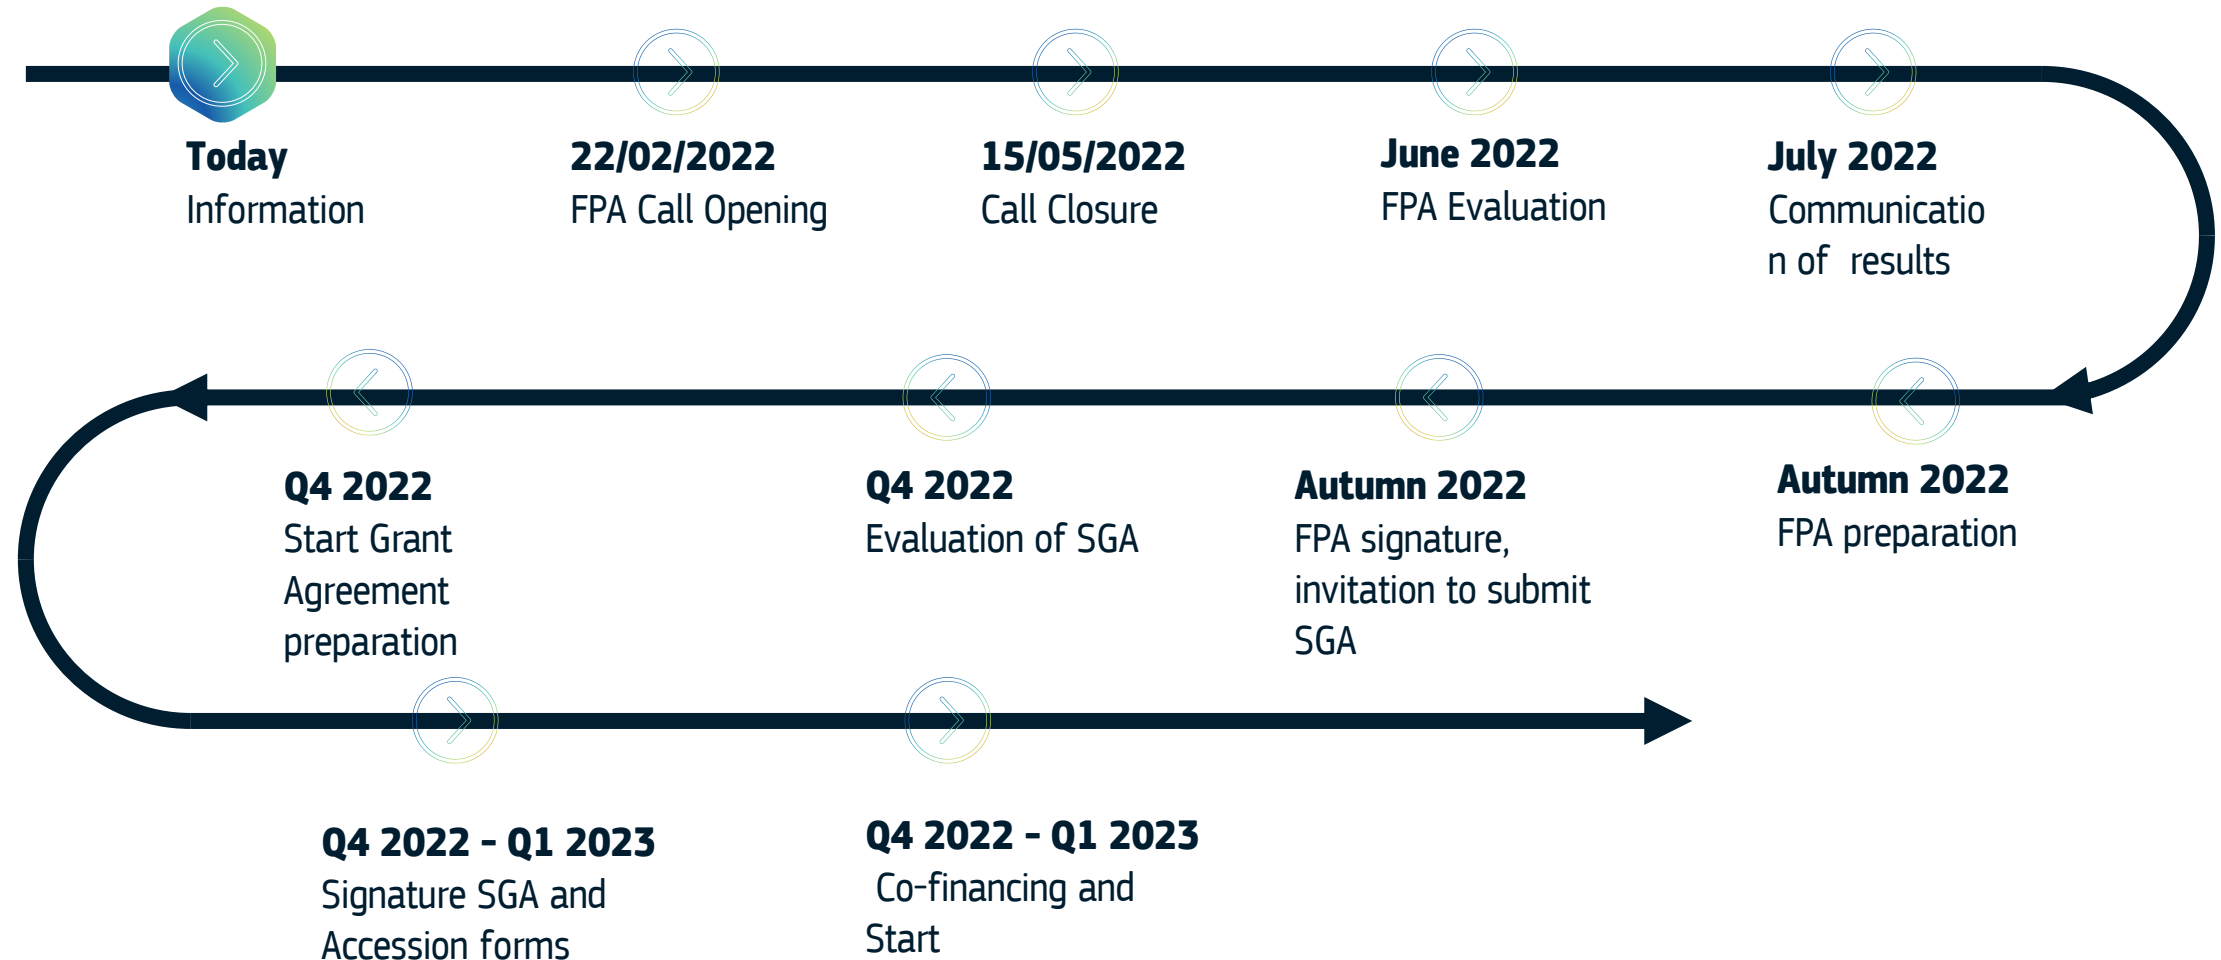 Today
Information
22/02/2022
FPA Call Opening
15/05/2022
Call Closure
June 2022
FPA Evaluation
July 2022
Communicatio
n of results
Autumn 2022
FPA preparation
Autumn 2022
FPA signature,
invitation to submit
SGA
Q4 2022
Evaluation of SGA
Q4 2022
Start Grant
Agreement
preparation
Q4 2022 - Q1 2023
Signature SGA and
Accession forms
Q4 2022 - Q1 2023
Co-financing and
Start